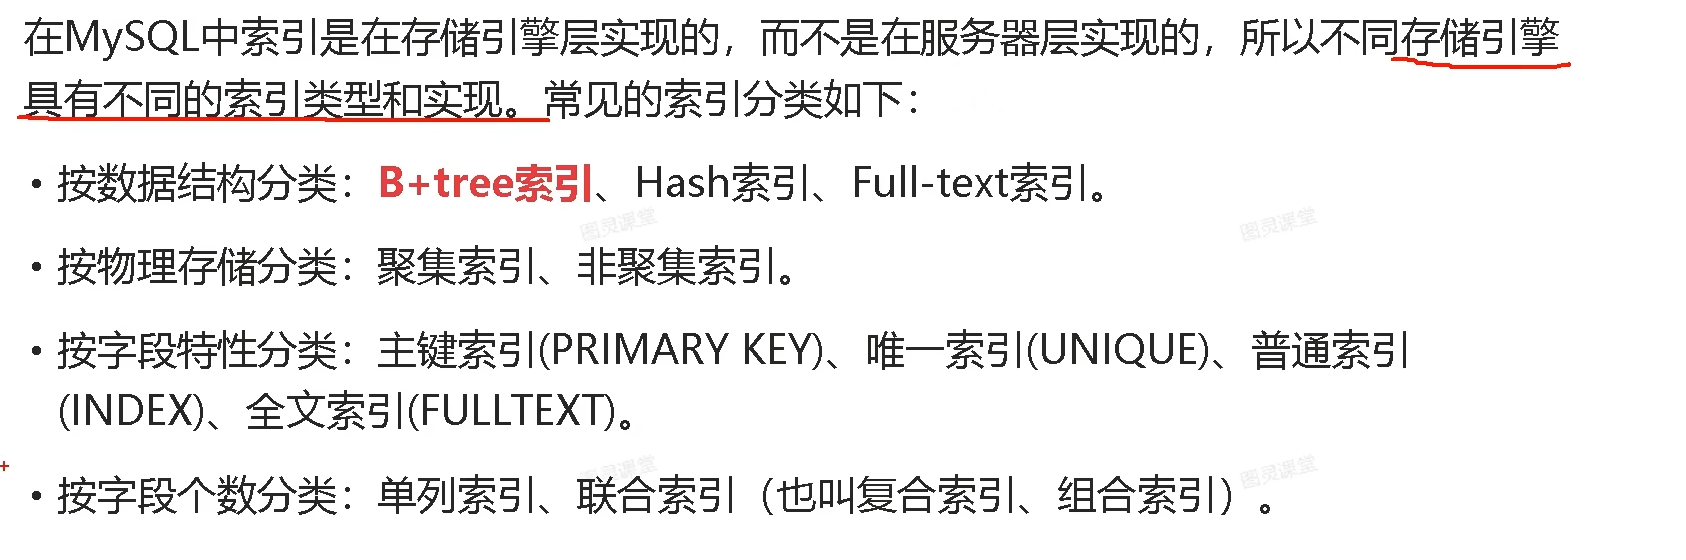 在MySQL中索引是在存储引擎层实现的，而不是在服务器层实现的，所以不同存储引擎
具有不同的索引类型和实现。常见的索引分类如下：
• 按数据结构分类：B+tree索引、Hash索引、Full-text索引。
图灵课堂
图灵课堂
• 按物理存储分类：聚集索引、非聚集索引。
• 按字段特性分类：主键索引(PRIMARY KEY)、唯一索引(UNIQUE)、普通索引
(INDEX)、全文索引(FULLTEXT)。
图灵课堂
图灵课堂
• 按字段个数分类：单列索引、联合索引（也叫复合索引、组合索引）。